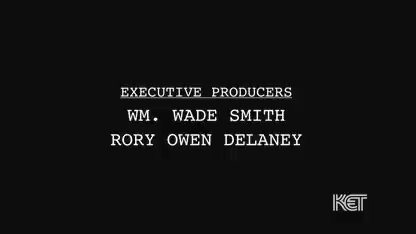 EXECUTIVE PRODUCERS
WM. WADE SMITH
RORY OWEN DELANEY
KET